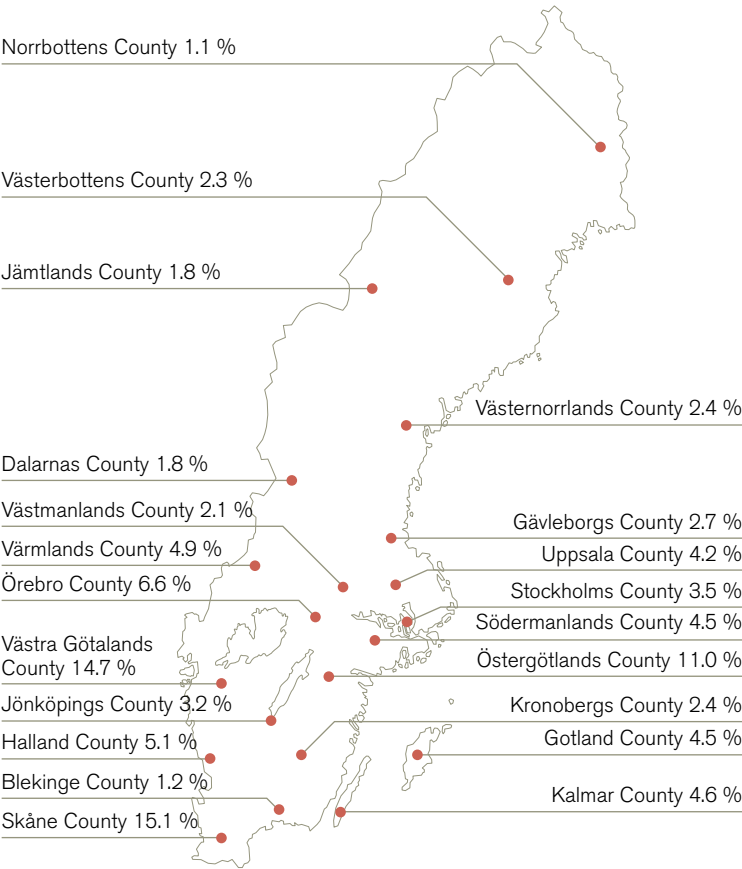 Norrbottens County 1.1 %
Västerbottens County 2.3 %
Jämtlands County 1.8 %
Västernorrlands County 2.4 %
Dalarnas County 1.8 %
Västmanlands County 2.1 %
Värmlands County 4.9 %
Örebro County 6.6 %
Västra Götalands
County 14.7 %
Jönköpings County 3.2 %
Halland County 5.1 %
Blekinge County 1.2 %
Skåne County 15.1 %
Gävleborgs County 2.7 %
Uppsala County 4.2 %
Stockholms County 3.5 %
Södermanlands County 4.5 %
Östergötlands County 11.0 %
Kronobergs County 2.4 %
Gotland County 4.5 %
Kalmar County 4.6 %